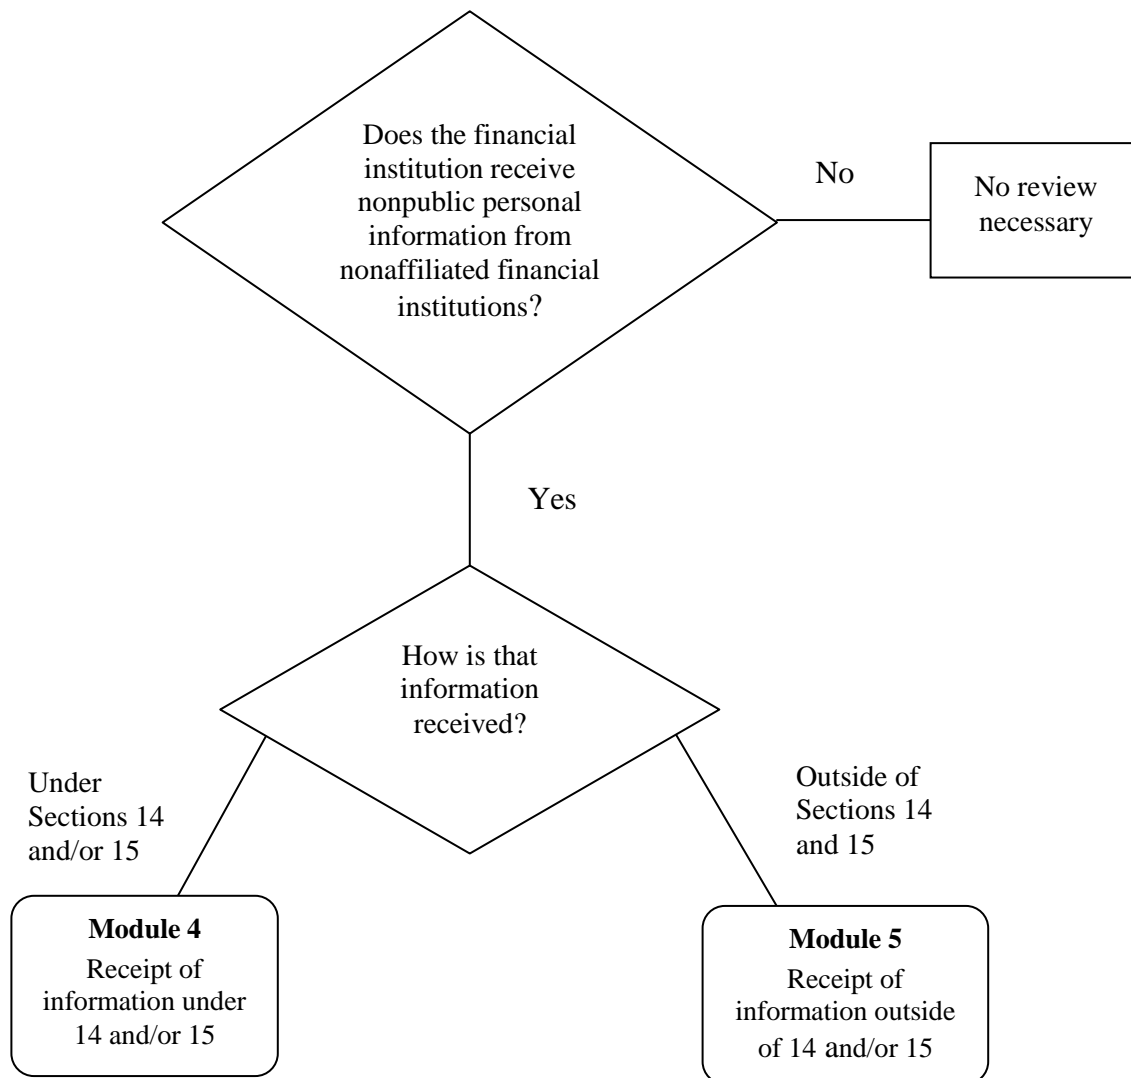 Does the financial
institution receive
nonpublic personal
information from
nonaffiliated financial
institutions?
No
No review
necessary
Yes
How is that
information
received?
Under
Sections 14
and/or 15
Outside of
Sections 14
and 15
Module 4
Receipt of
information under
14 and/or 15
Module 5
Receipt of
information outside
of 14 and/or 15